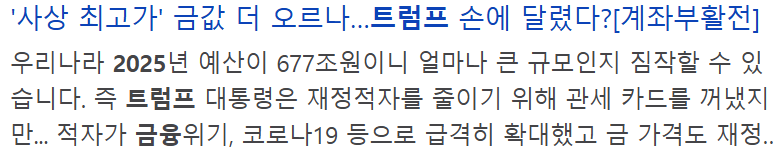 '사상 최고가' 금값 더 오르나...트럼프 손에 달렸다?[계좌부활전]
우리나라 2025년 예산이 677조원이니 얼마나 큰 규모인지 짐작할 수 있
습니다. 즉 트럼프 대통령은 재정적자를 줄이기 위해 관세 카드를 꺼냈지
만... 적자가 금융위기, 코로나19 등으로 급격히 확대했고 금 가격도 재정..